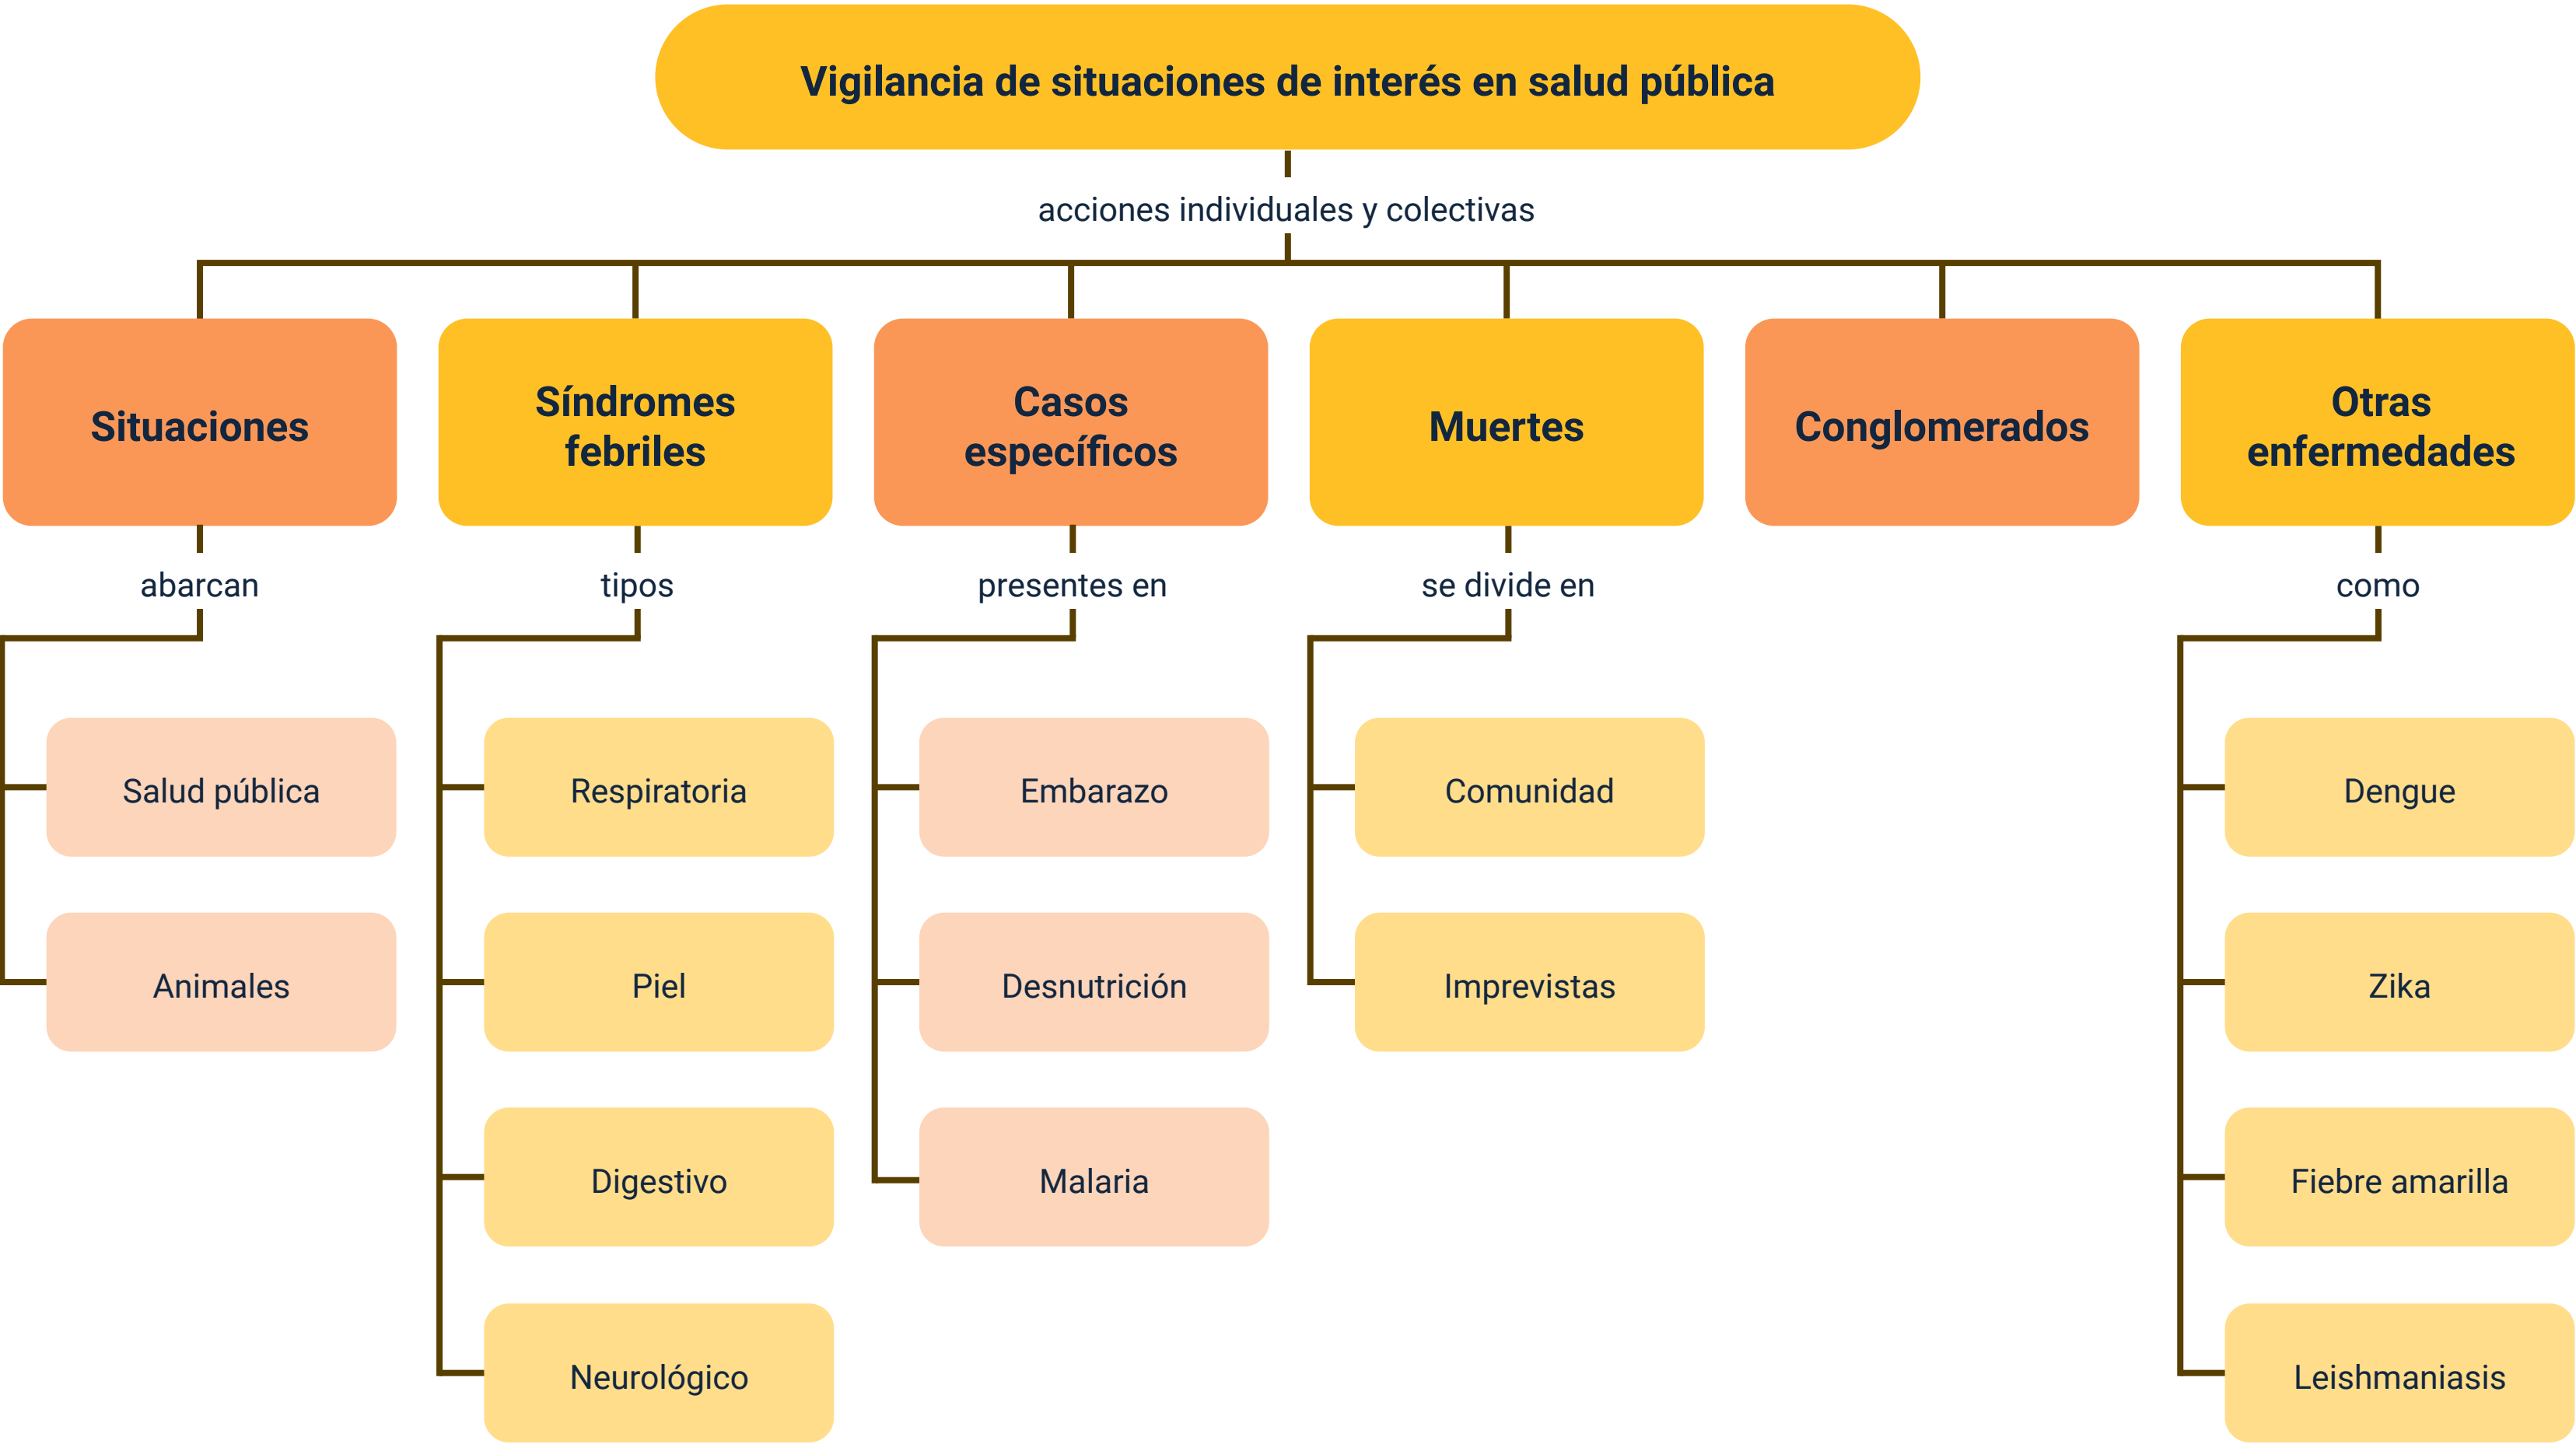 Vigilancia de situaciones de interés en salud pública
acciones individuales y colectivas
Situaciones
Síndromes
febriles
Casos
específicos
Muertes
Conglomerados
Otras
enfermedades
abarcan
tipos
presentes en
se divide en
como
Salud pública
Animales
Respiratoria
Piel
Digestivo
Neurológico
Embarazo
Desnutrición
Malaria
Comunidad
Imprevistas
Dengue
Zika
Fiebre amarilla
Leishmaniasis